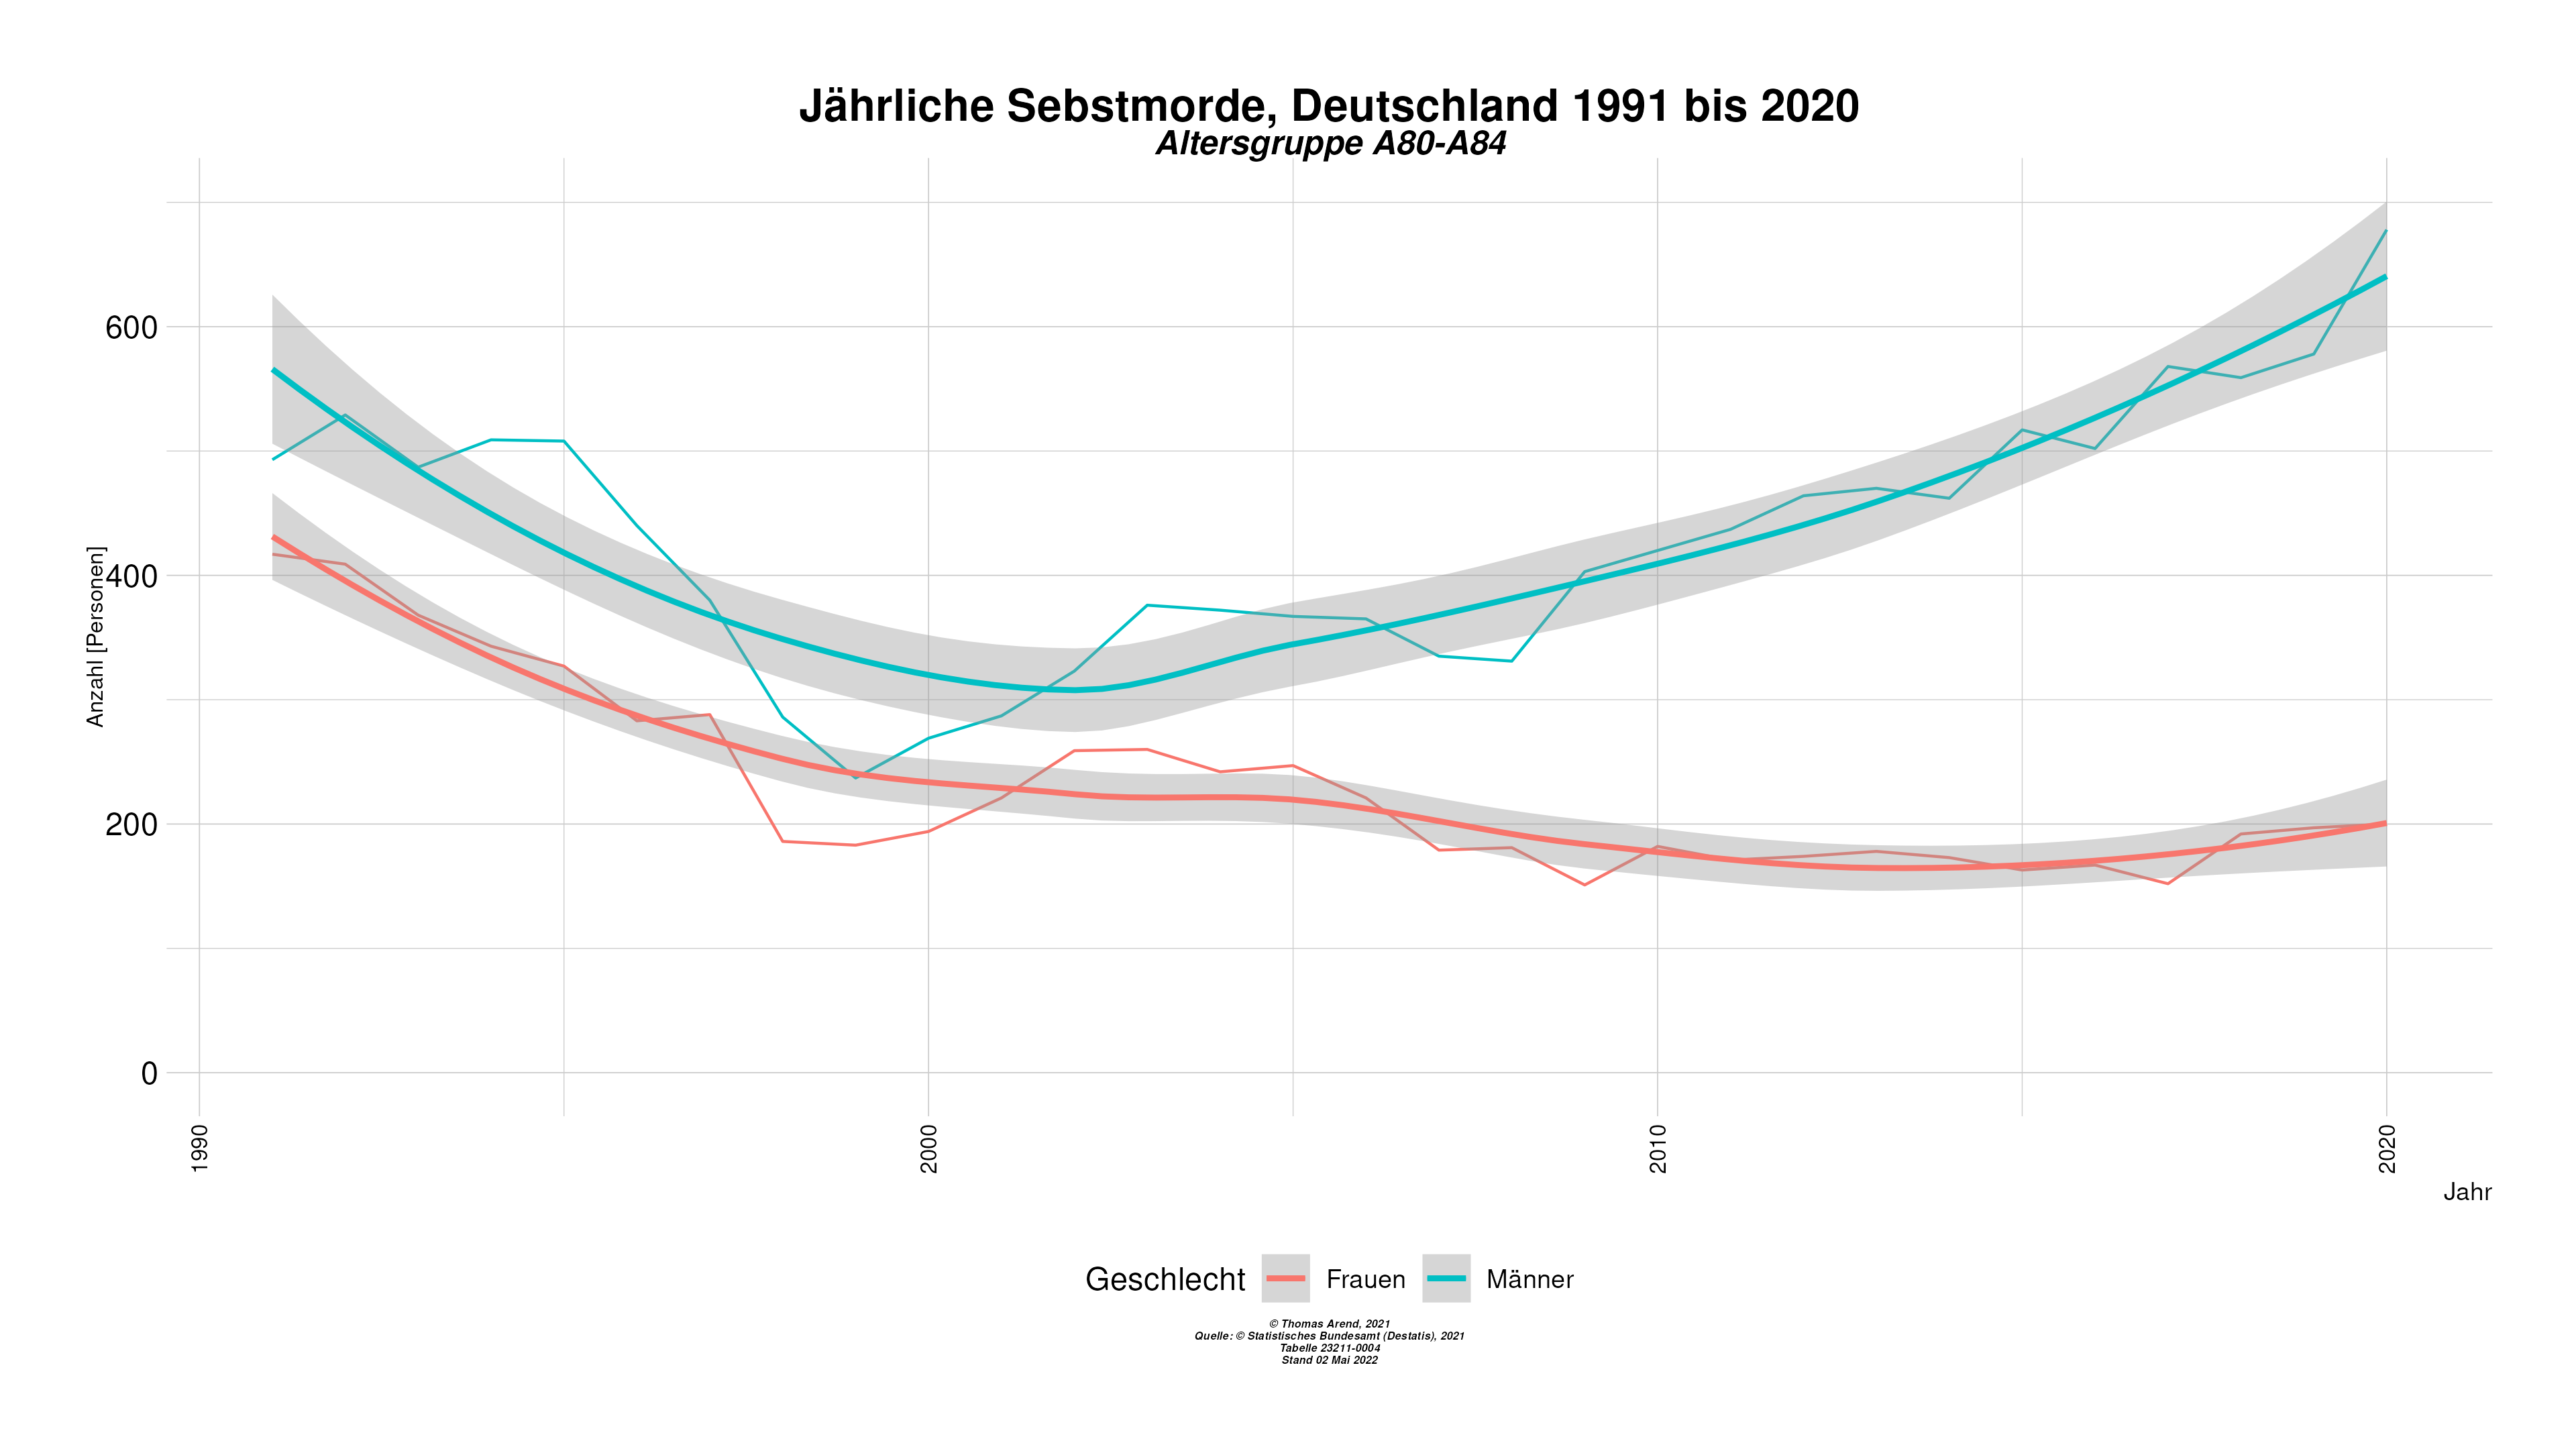 Jährliche Sebstmorde, Deutschland 1991 bis 2020
Altersgruppe A80-A84
Anzahl [Personen]
600
400
200
0
1990
2000
2010
2020
Jahr
Geschlecht Frauen Männer
© Thomas Arend, 2021
Quelle: © Statistisches Bundesamt (Destatis), 2021
Tabelle 23211-0004
Stand 02 Mai 2022